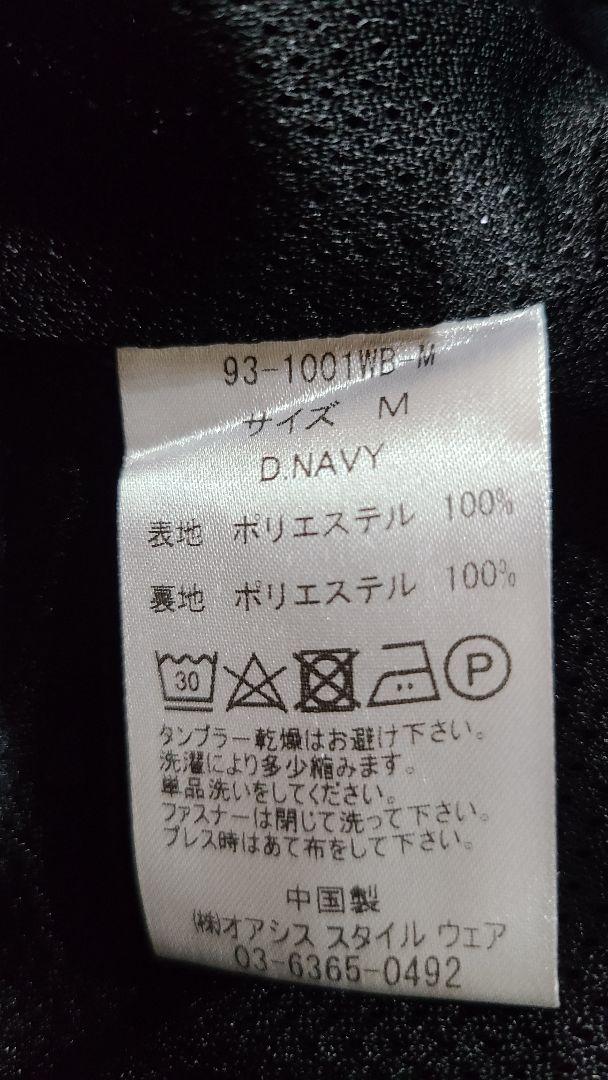 93-1001WB-M
サイズ M
D.NAVY
表地 ポリエステル 100%
裏地 ポリエステル 100%
30 P
タンブラー乾燥はお避け下さい。
洗濯により多少縮みます。
単品洗いをしてください。
ファスナーは閉じて洗って下さい。
プレス時はあて布をして下さい。
中国製
(株)オアシス スタイル ウェア
03-6365-0492